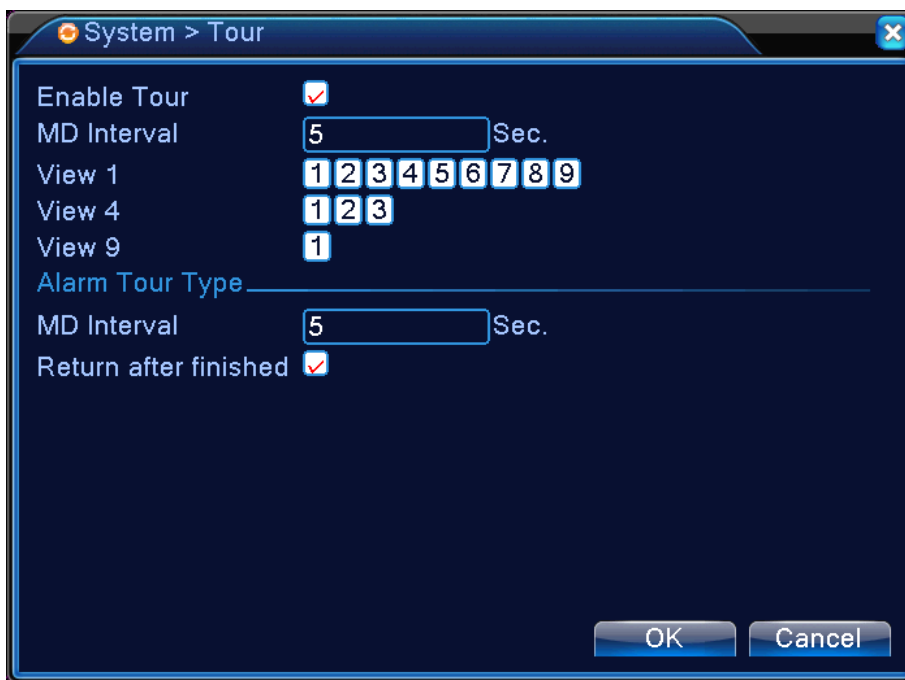 System > Tour
Enable Tour
MD Interval 5 Sec.
View 1 1 2 3 4 5 6 7 8 9
View 4 1 2 3
View 9 1
Alarm Tour Type
MD Interval 5 Sec.
Return after finished
OK Cancel